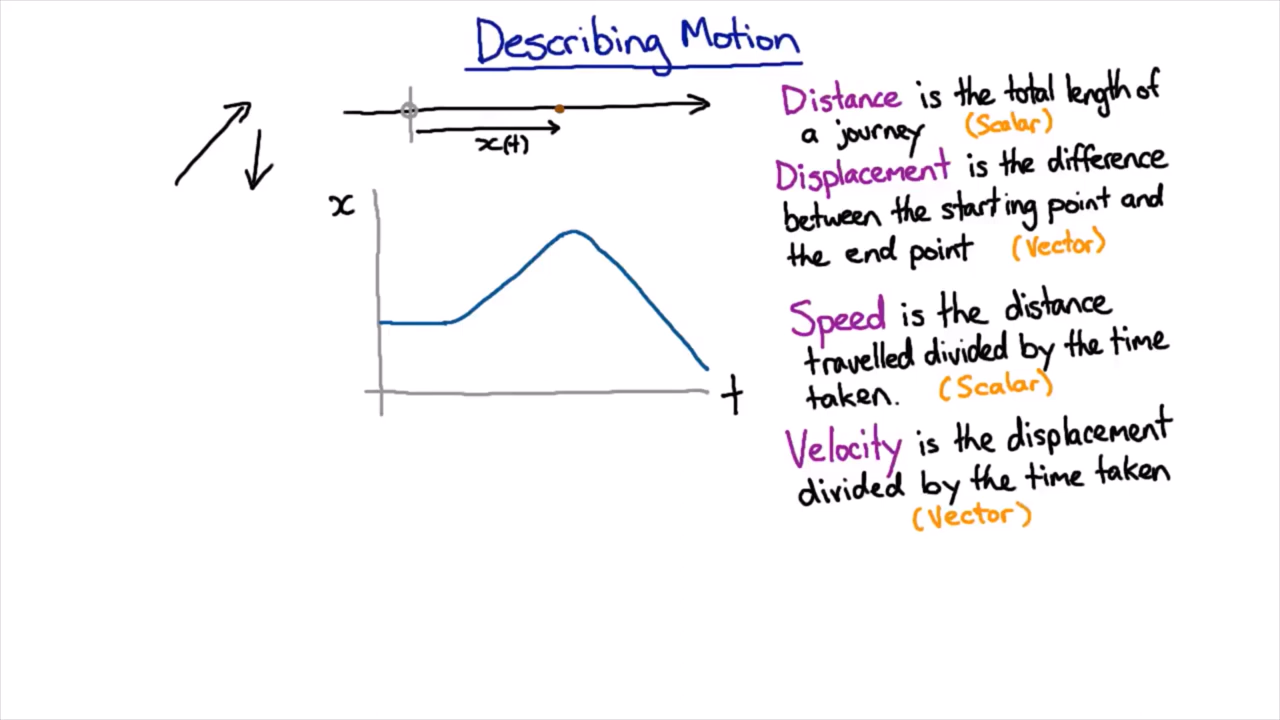 Describing Motion
x(t)
x
t
Distance is the total length of
a journey (Scalar)
Displacement is the difference
between the starting point and
the end point (Vector)
Speed is the distance
travelled divided by the time
taken. (Scalar)
Velocity is the displacement
divided by the time taken
(Vector)